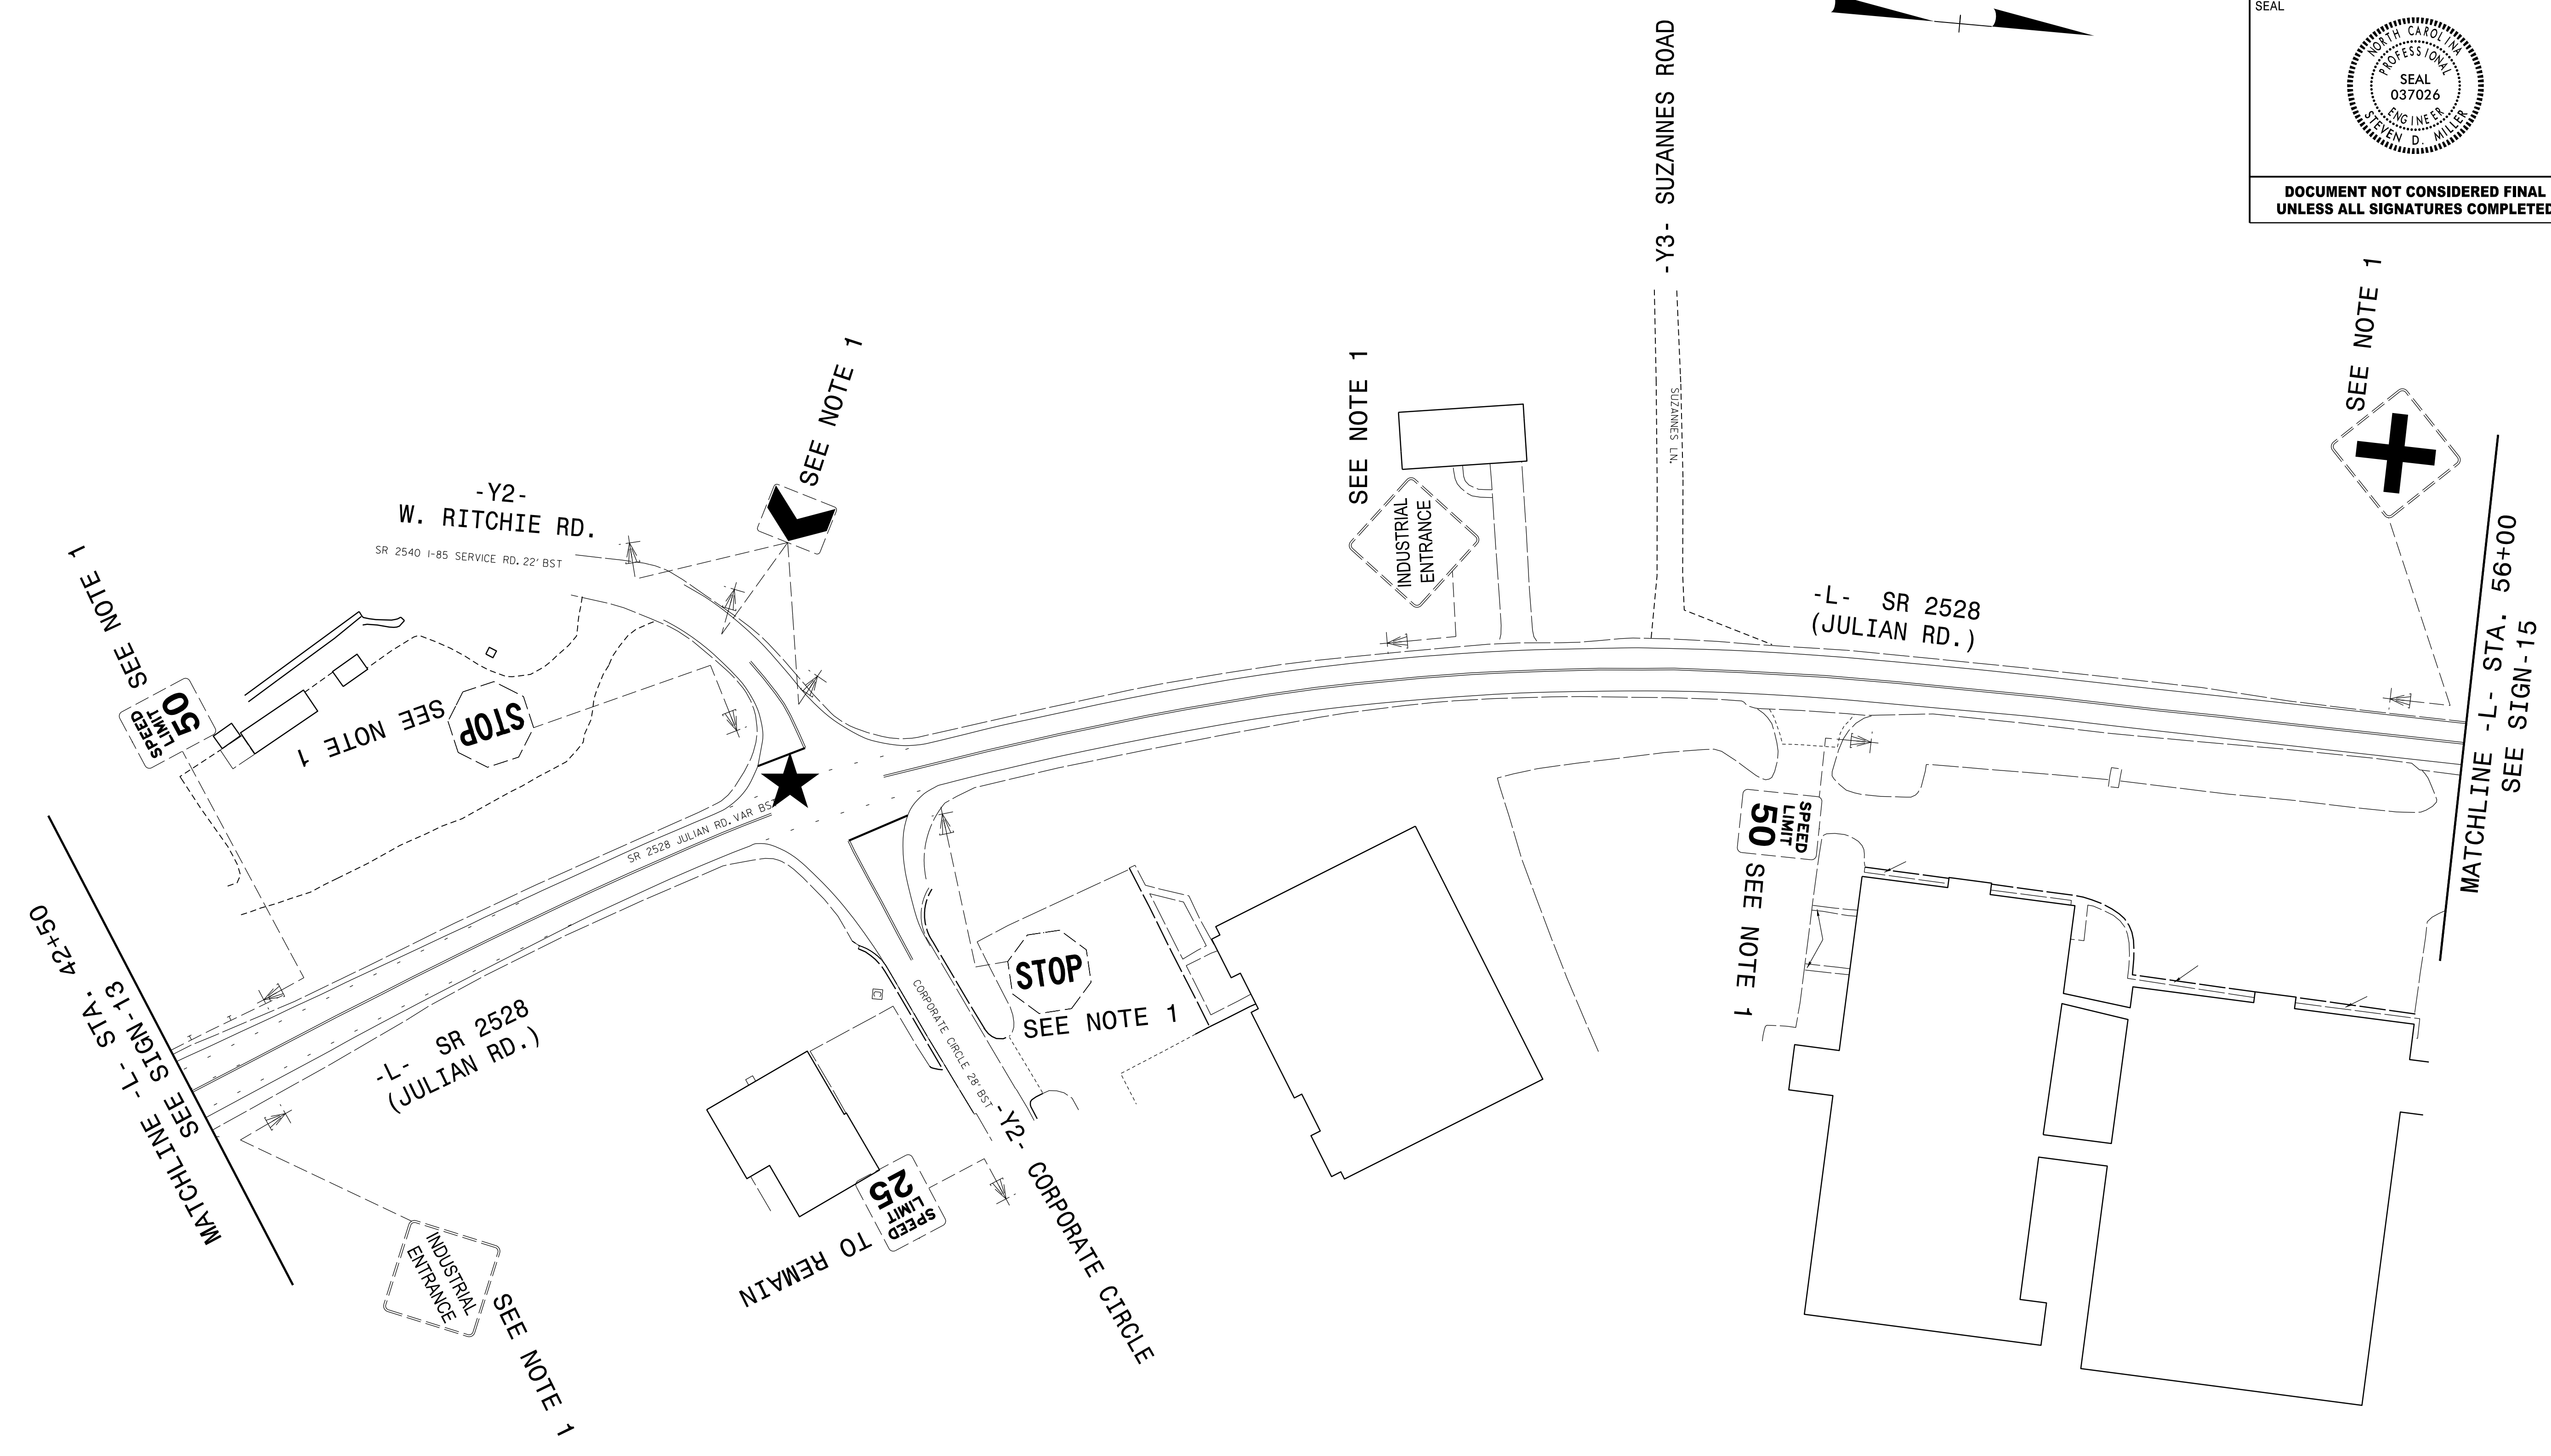 SEAL
NORTH CAROLINA
PROFESSIONAL
SEAL
037026
ENGINEER
STEVEN D. MILLER
DOCUMENT NOT CONSIDERED FINAL
UNLESS ALL SIGNATURES COMPLETED
-Y3- SUZANNES ROAD
SUZANNES LN.
SEE NOTE 1
SEE NOTE 1
SEE NOTE 1
INDUSTRIAL
ENTRANCE
-Y2-
W. RITCHIE RD.
SR 2540 I-85 SERVICE RD. 22' BST
SEE NOTE 1
SPEED
LIMIT
50
SEE NOTE 1
STOP
-L- SR 2528
(JULIAN RD.)
MATCHLINE -L- STA. 56+00
SEE SIGN-15
SR 2528 JULIAN RD. VAR BST
SPEED
LIMIT
50
SEE NOTE 1
MATCHLINE -L- STA. 42+50
SEE SIGN-13
-L- SR 2528
(JULIAN RD.)
STOP
SEE NOTE 1
CORPORATE CIRCLE 28' BST
-Y2- CORPORATE CIRCLE
SPEED
LIMIT
25
TO REMAIN
INDUSTRIAL
ENTRANCE
SEE NOTE 1